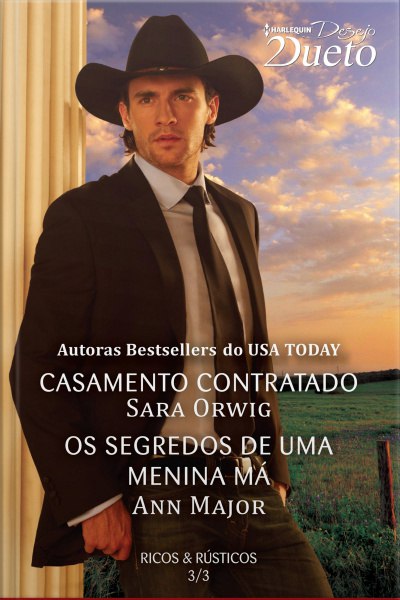 HARLEQUIN Desejo
Dueto
Autoras Bestsellers do USA TODAY
CASAMENTO CONTRATADO
SARA ORWIG
OS SEGREDOS DE UMA
MENINA MÁ
ANN MAJOR
RICOS & RÚSTICOS
3/3